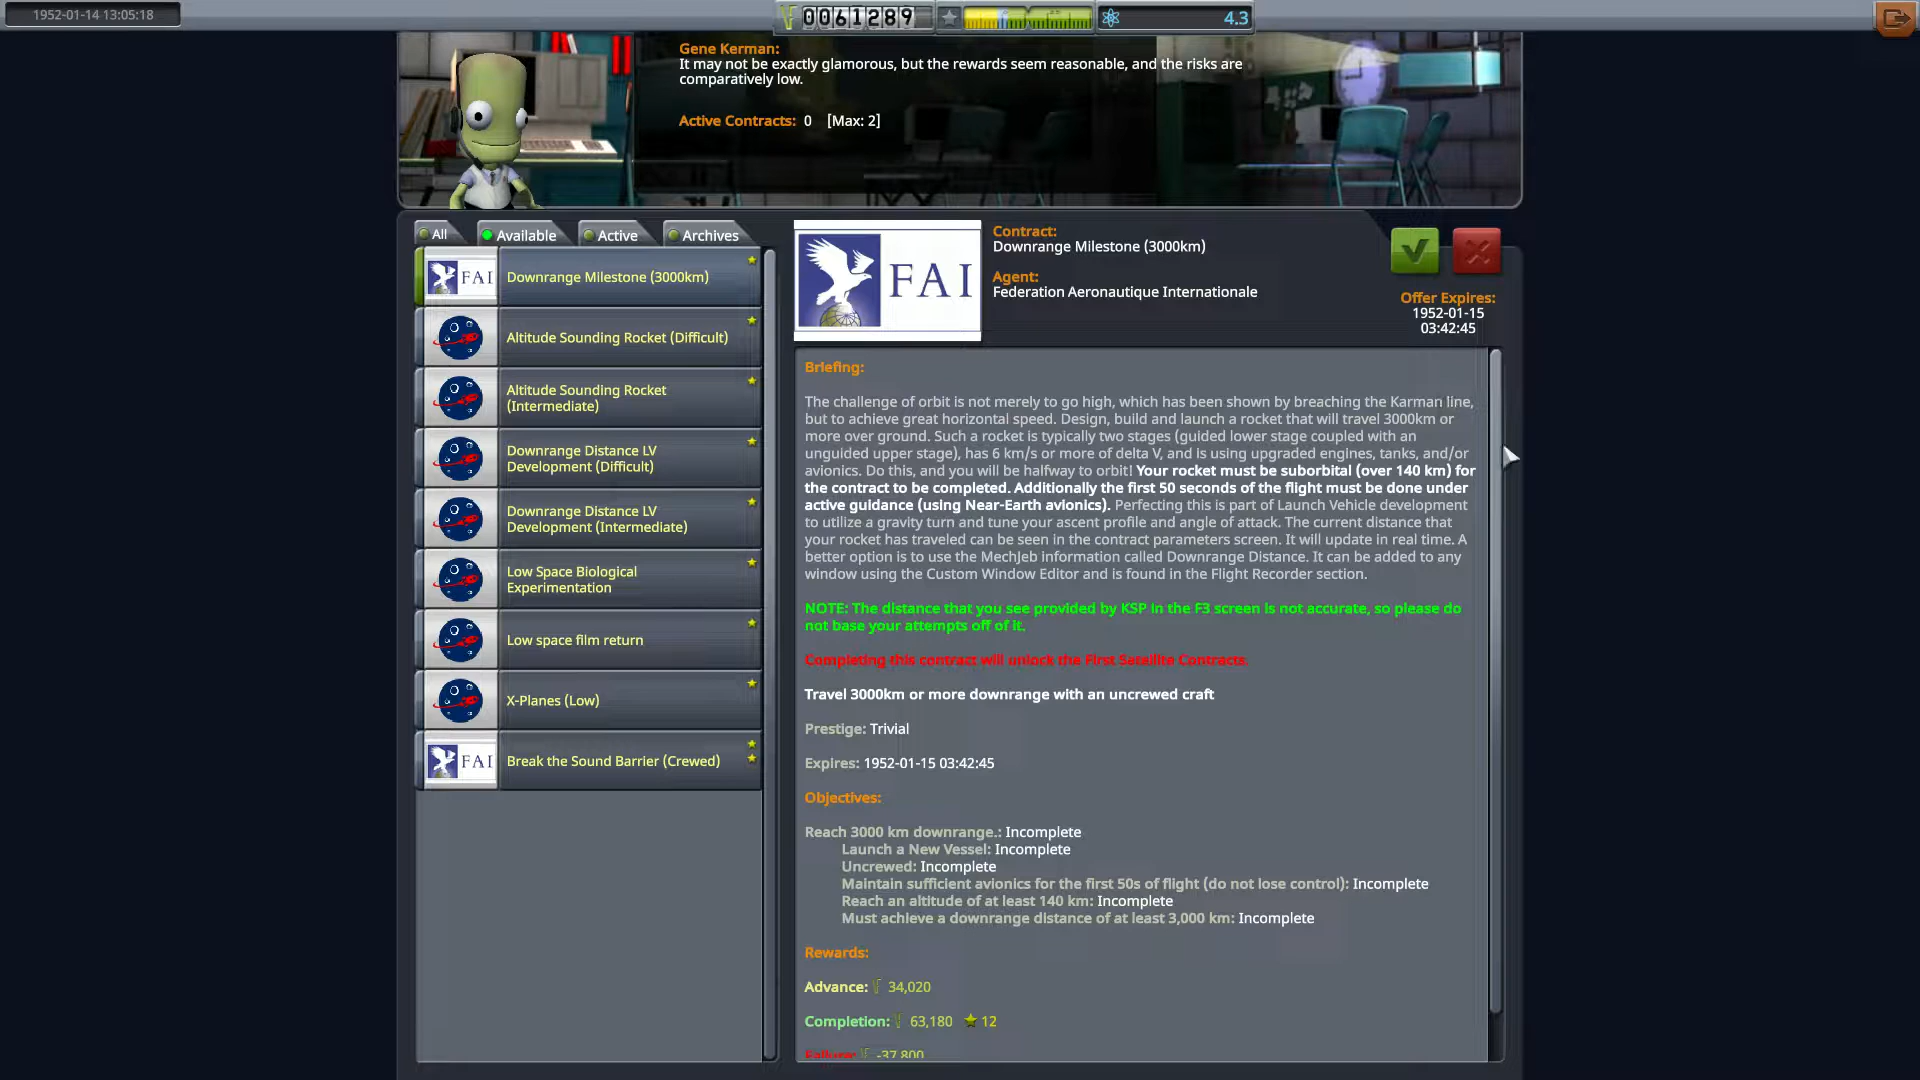 1952-01-14 13:05:18
0061289
4.3
Gene Kerman:
It may not be exactly glamorous, but the rewards seem reasonable, and the risks are
comparatively low.
Active Contracts: 0 [Max: 2]
All
Available
Active
Archives
FAI
Downrange Milestone (3000km)
Altitude Sounding Rocket (Difficult)
Altitude Sounding Rocket
(Intermediate)
Downrange Distance LV
Development (Difficult)
Downrange Distance LV
Development (Intermediate)
Low Space Biological
Experimentation
Low space film return
X-Planes (Low)
FAI
Break the Sound Barrier (Crewed)
FAI
Contract:
Downrange Milestone (3000km)
Agent:
Federation Aeronautique Internationale
Offer Expires:
1952-01-15
03:42:45
Briefing:
The challenge of orbit is not merely to go high, which has been shown by breaching the Karman line,
but to achieve great horizontal speed. Design, build and launch a rocket that will travel 3000km or
more over ground. Such a rocket is typically two stages (guided lower stage coupled with an
unguided upper stage), has 6 km/s or more of delta V, and is using upgraded engines, tanks, and/or
avionics. Do this, and you will be halfway to orbit! Your rocket must be suborbital (over 140 km) for
the contract to be completed. Additionally the first 50 seconds of the flight must be done under
active guidance (using Near-Earth avionics). Perfecting this is part of Launch Vehicle development
to utilize a gravity turn and tune your ascent profile and angle of attack. The current distance that
your rocket has traveled can be seen in the contract parameters screen. It will update in real time. A
better option is to use the MechJeb information called Downrange Distance. It can be added to any
window using the Custom Window Editor and is found in the Flight Recorder section.
NOTE: The distance that you see provided by KSP in the F3 screen is not accurate, so please do
not base your attempts off of it.
Completing this contract will unlock the First Satellite Contracts.
Travel 3000km or more downrange with an uncrewed craft
Prestige: Trivial
Expires: 1952-01-15 03:42:45
Objectives:
Reach 3000 km downrange.: Incomplete
Launch a New Vessel: Incomplete
Uncrewed: Incomplete
Maintain sufficient avionics for the first 50s of flight (do not lose control): Incomplete
Reach an altitude of at least 140 km: Incomplete
Must achieve a downrange distance of at least 3,000 km: Incomplete
Rewards:
Advance: 34,020
Completion: 63,180 12
Failure: -37,800